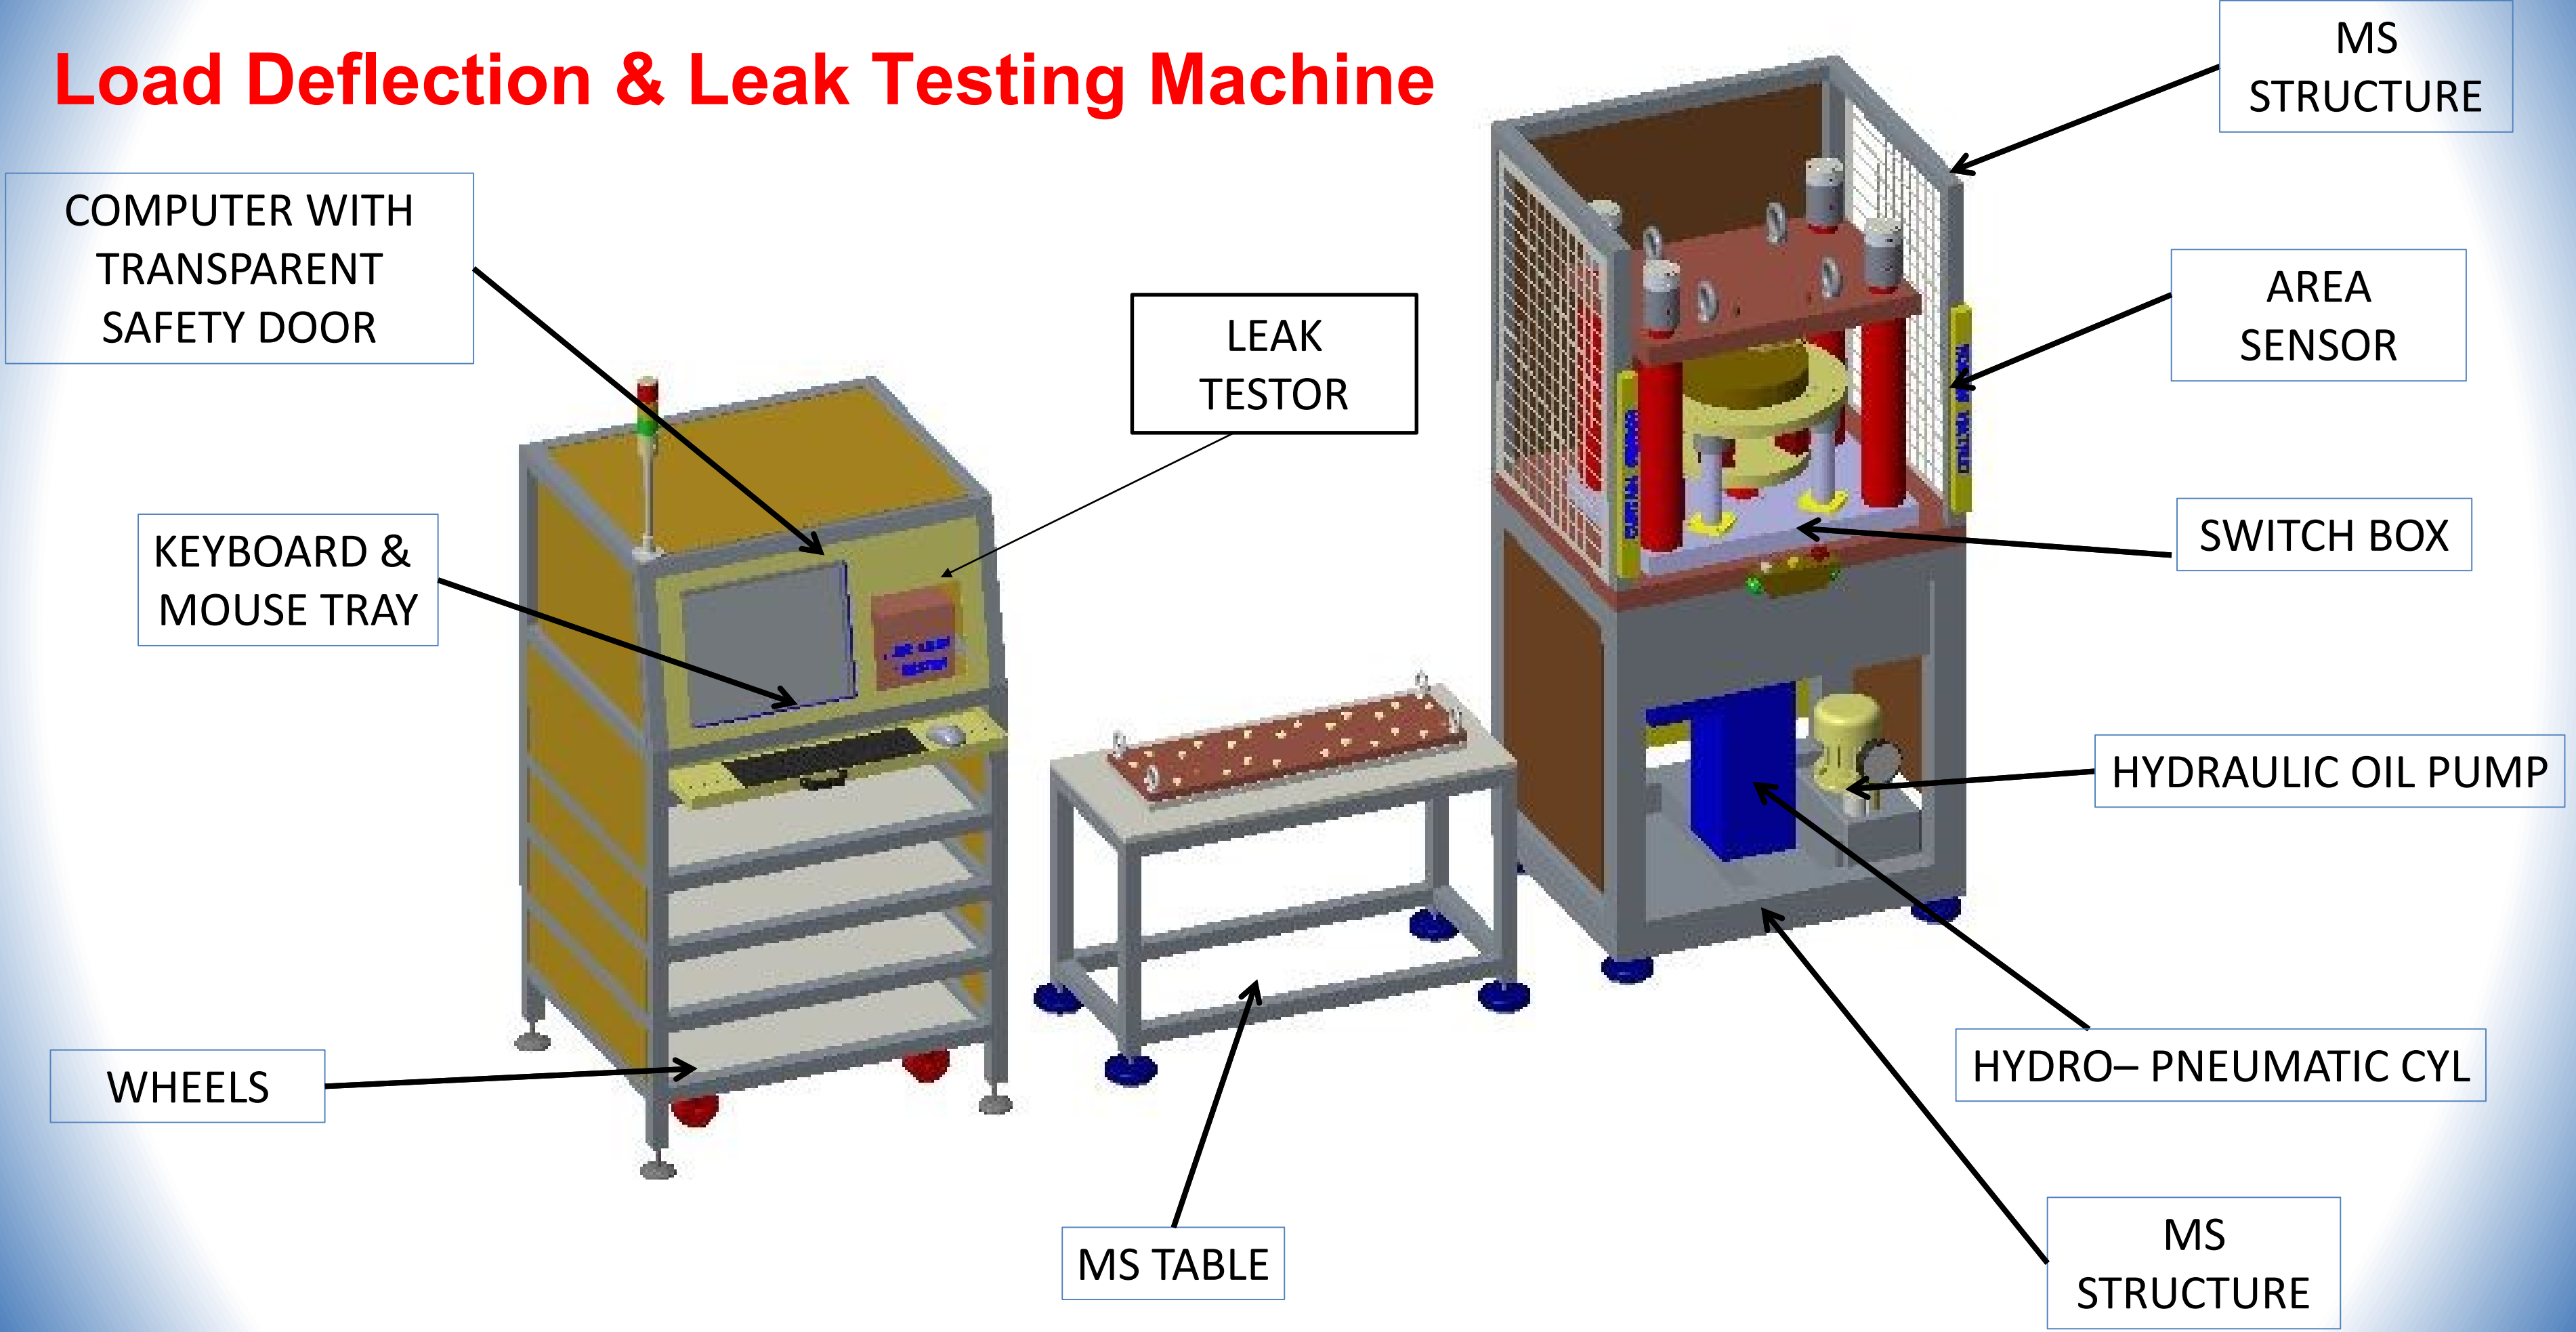 Load Deflection & Leak Testing Machine
MS
STRUCTURE
COMPUTER WITH
TRANSPARENT
SAFETY DOOR
LEAK
TESTOR
AREA
SENSOR
KEYBOARD &
MOUSE TRAY
SWITCH BOX
HYDRAULIC OIL PUMP
WHEELS
HYDRO– PNEUMATIC CYL
MS TABLE
MS
STRUCTURE